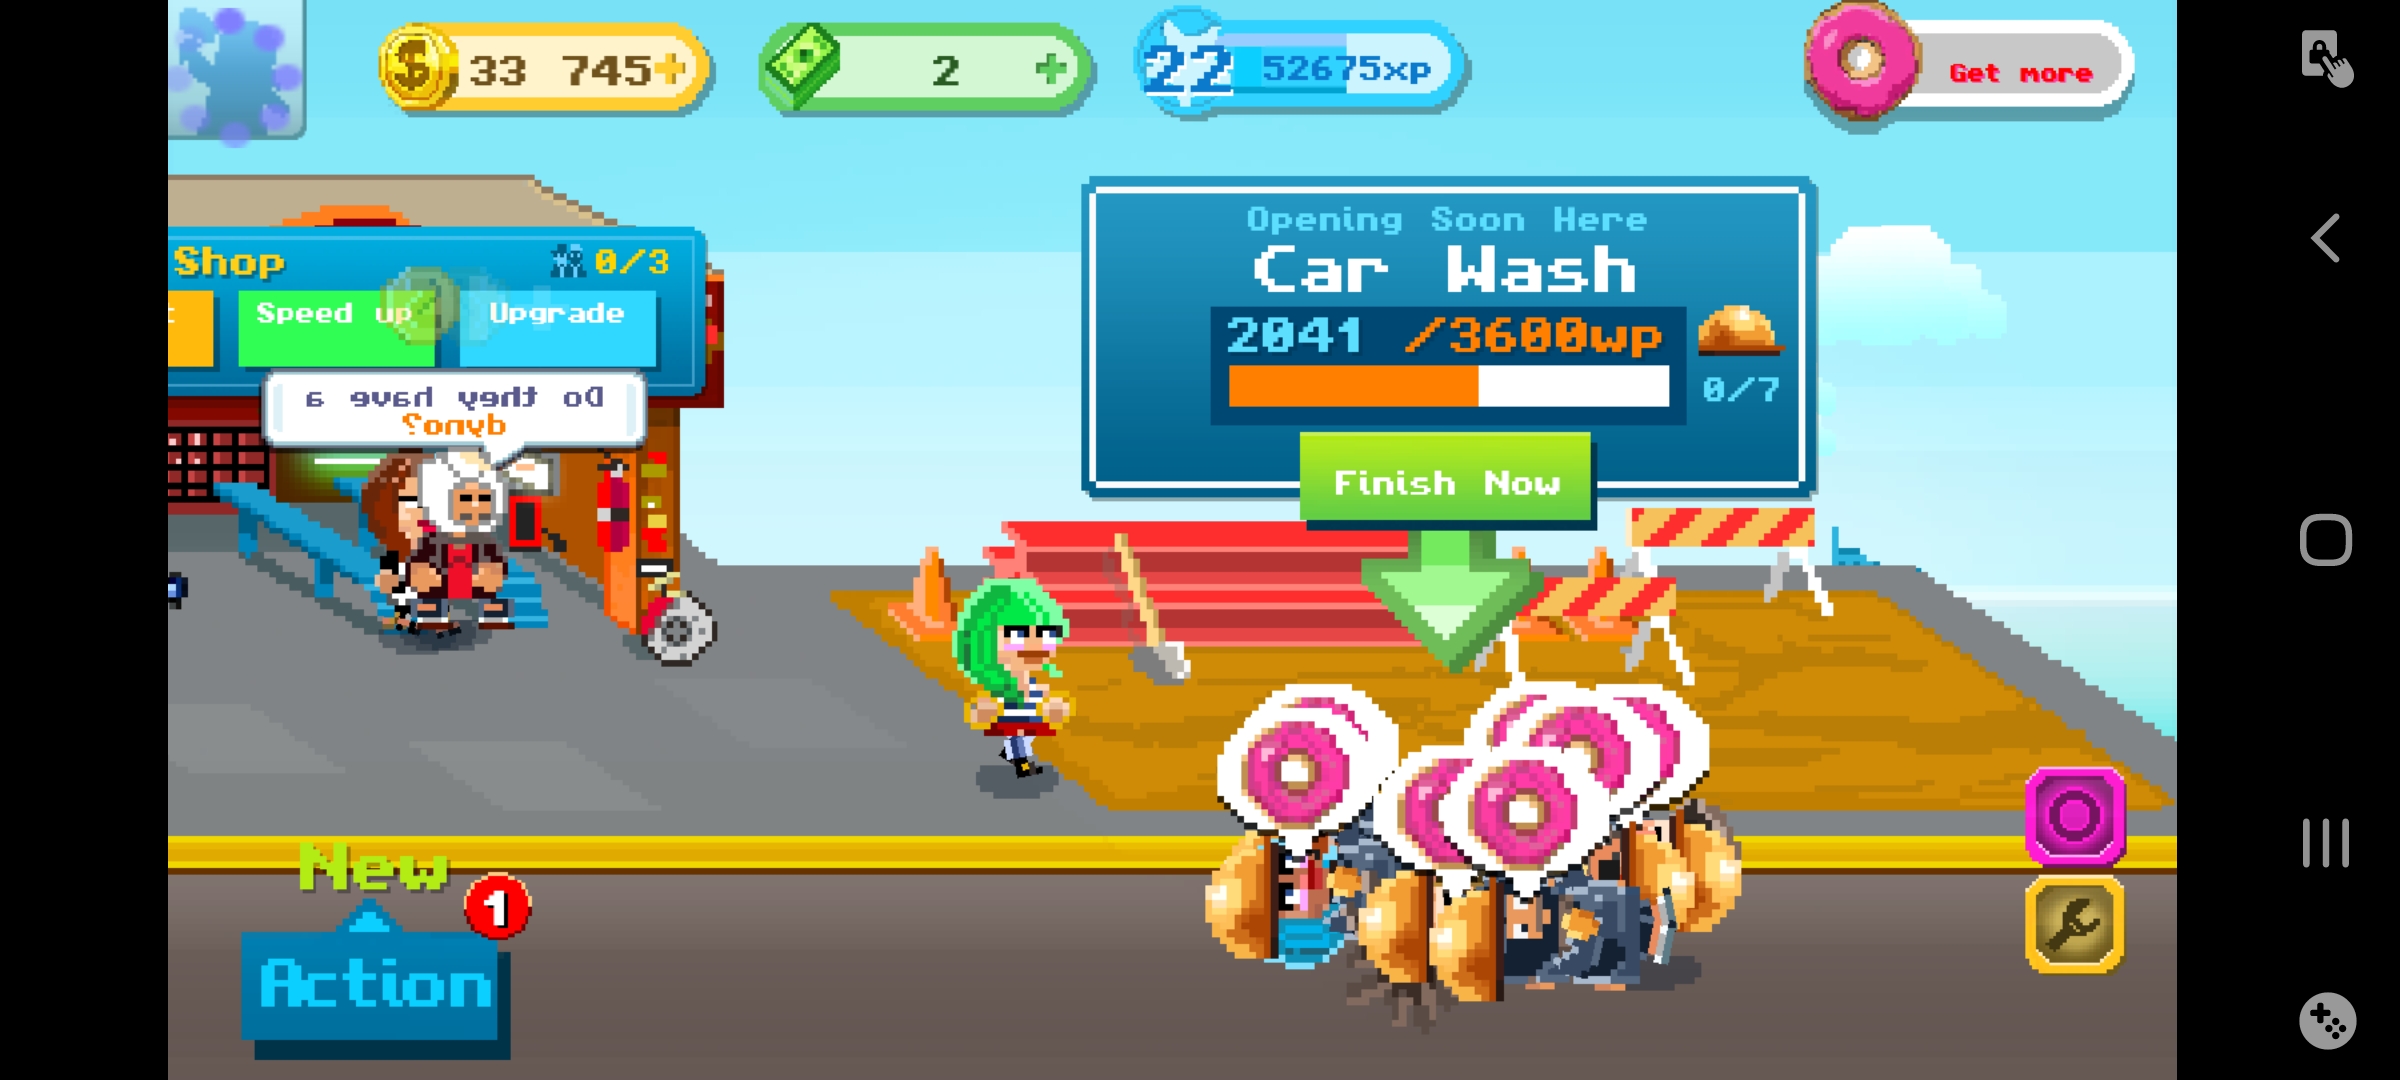 33 745+
2 +
22 52675xp
Get more
Shop 0/3
Speed up
Upgrade
Do they have a
dyno?
Opening Soon Here
Car Wash
2041 /3600wp
0/7
Finish Now
New
1
Action